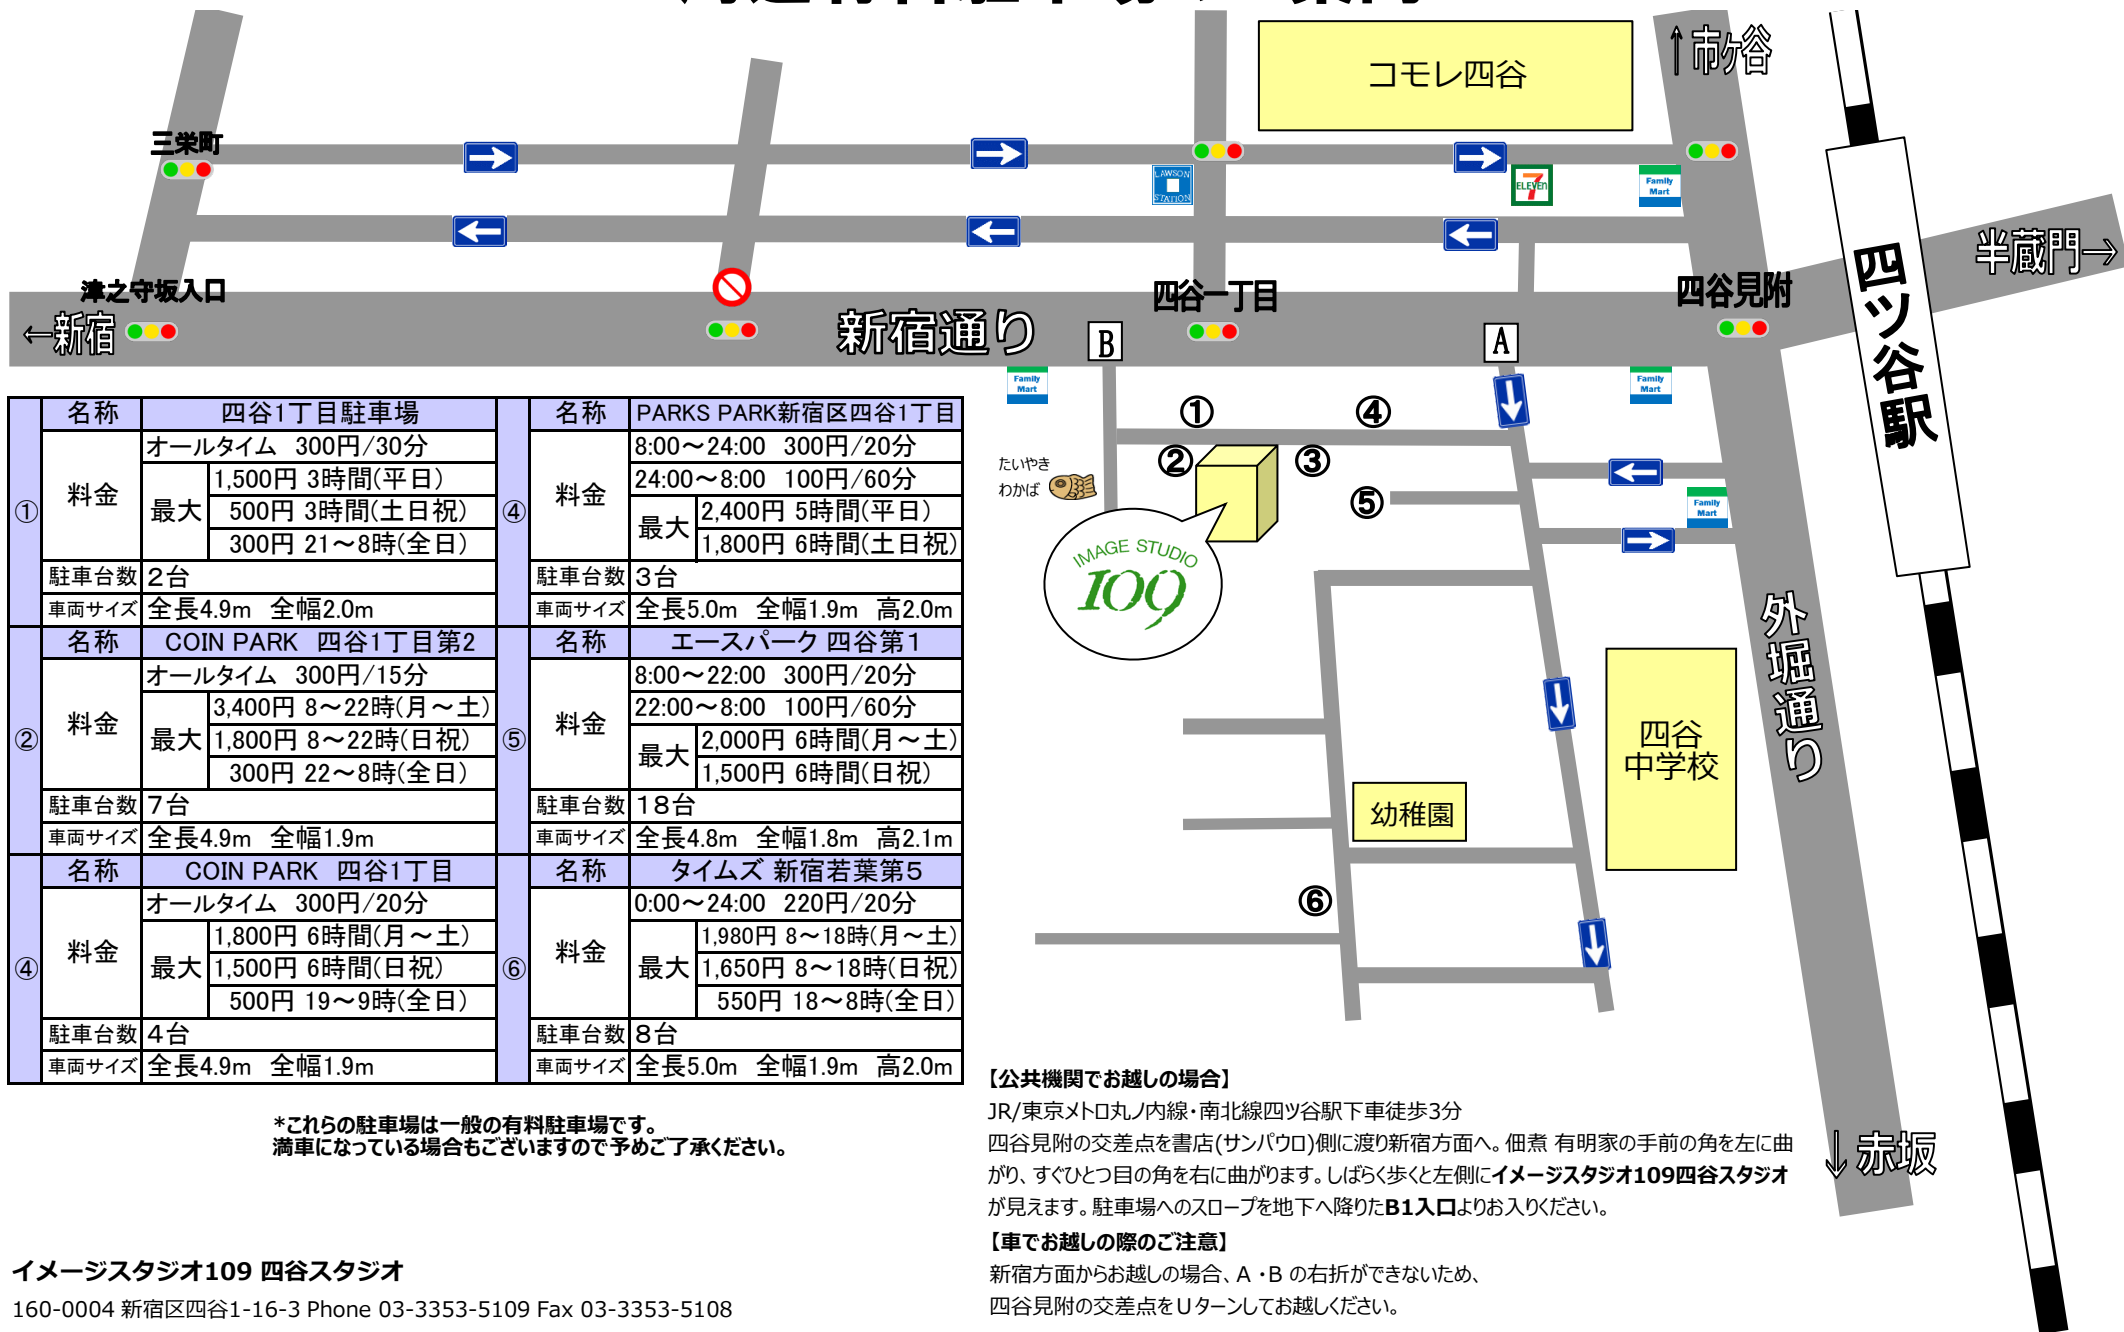 コモレ四谷
↑市ケ谷
三栄町
LAWSON
STATION
7
ELEVEn
Family
Mart
四ツ谷駅
半蔵門→
津之守坂入口
四谷一丁目
四谷見附
←新宿
新宿通り
B
A
Family
Mart
Family
Mart
① ④
② ③
たいやき
わかば
⑤
Family
Mart
IMAGE STUDIO
109
外堀通り
四谷
中学校
幼稚園
⑥
↓赤坂
① 名称 四谷1丁目駐車場
料金 オールタイム 300円/30分
最大 1,500円 3時間(平日)
500円 3時間(土日祝)
300円 21～8時(全日)
駐車台数 2台
車両サイズ 全長4.9m 全幅2.0m
② 名称 COIN PARK 四谷1丁目第2
料金 オールタイム 300円/15分
最大 3,400円 8～22時(月～土)
1,800円 8～22時(日祝)
300円 22～8時(全日)
駐車台数 7台
車両サイズ 全長4.9m 全幅1.9m
④ 名称 COIN PARK 四谷1丁目
料金 オールタイム 300円/20分
最大 1,800円 6時間(月～土)
1,500円 6時間(日祝)
500円 19～9時(全日)
駐車台数 4台
車両サイズ 全長4.9m 全幅1.9m
④ 名称 PARKS PARK新宿区四谷1丁目
料金 8:00～24:00 300円/20分
24:00～8:00 100円/60分
最大 2,400円 5時間(平日)
1,800円 6時間(土日祝)
駐車台数 3台
車両サイズ 全長5.0m 全幅1.9m 高2.0m
⑤ 名称 エースパーク 四谷第1
料金 8:00～22:00 300円/20分
22:00～8:00 100円/60分
最大 2,000円 6時間(月～土)
1,500円 6時間(日祝)
駐車台数 18台
車両サイズ 全長4.8m 全幅1.8m 高2.1m
⑥ 名称 タイムズ 新宿若葉第5
料金 0:00～24:00 220円/20分
最大 1,980円 8～18時(月～土)
1,650円 8～18時(日祝)
550円 18～8時(全日)
駐車台数 8台
車両サイズ 全長5.0m 全幅1.9m 高2.0m
*これらの駐車場は一般の有料駐車場です。
満車になっている場合もございますので予めご了承ください。
【公共機関でお越しの場合】
JR/東京メトロ丸ノ内線・南北線四ツ谷駅下車徒歩3分
四谷見附の交差点を書店(サンパウロ)側に渡り新宿方面へ。佃煮 有明家の手前の角を左に曲
がり、すぐひとつ目の角を右に曲がります。しばらく歩くと左側にイメージスタジオ109四谷スタジオ
が見えます。駐車場へのスロープを地下へ降りたB1入口よりお入りください。
【車でお越しの際のご注意】
新宿方面からお越しの場合、A・Bの右折ができないため、
四谷見附の交差点をUターンしてお越しください。
イメージスタジオ109 四谷スタジオ
160-0004 新宿区四谷1-16-3 Phone 03-3353-5109 Fax 03-3353-5108